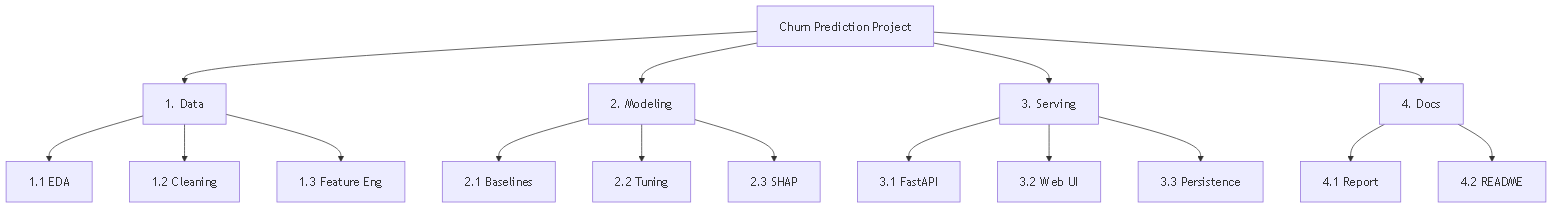 Churn Prediction Project
1. Data
2. Modeling
3. Serving
4. Docs
1.1 EDA
1.2 Cleaning
1.3 Feature Eng
2.1 Baselines
2.2 Tuning
2.3 SHAP
3.1 FastAPI
3.2 Web UI
3.3 Persistence
4.1 Report
4.2 README